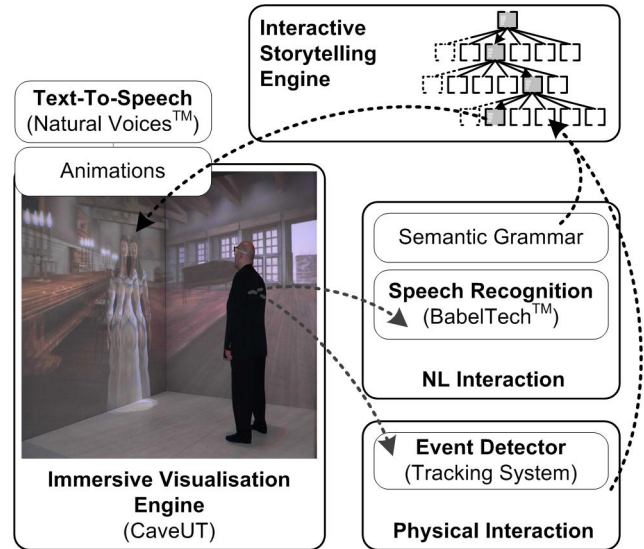 Interactive
Storytelling
Engine
Text-To-Speech
(Natural Voices™)
Animations
Semantic Grammar
Speech Recognition
(BabelTech™)
NL Interaction
Event Detector
(Tracking System)
Physical Interaction
Immersive Visualisation
Engine
(CaveUT)